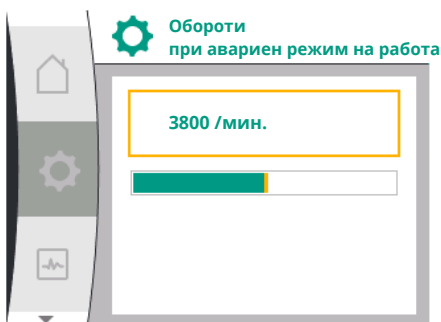 Обороти
при авариен режим на работа
3800 /мин.